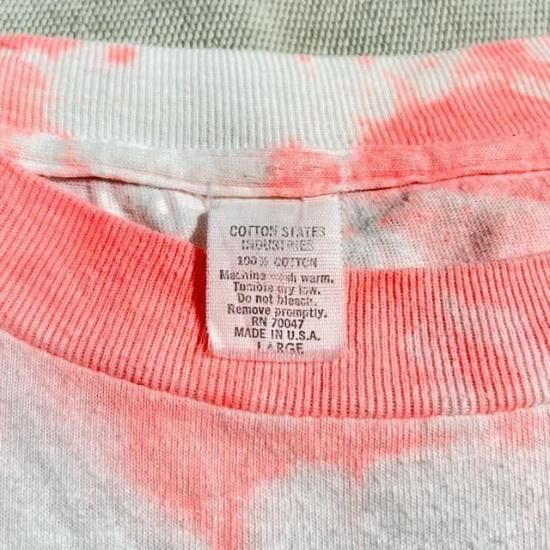 COTTON STATES
INDUSTRIES
100% COTTON
Machine wash warm.
Tumble dry low.
Do not bleach.
Remove promptly.
RN 70047
MADE IN U.S.A.
LARGE